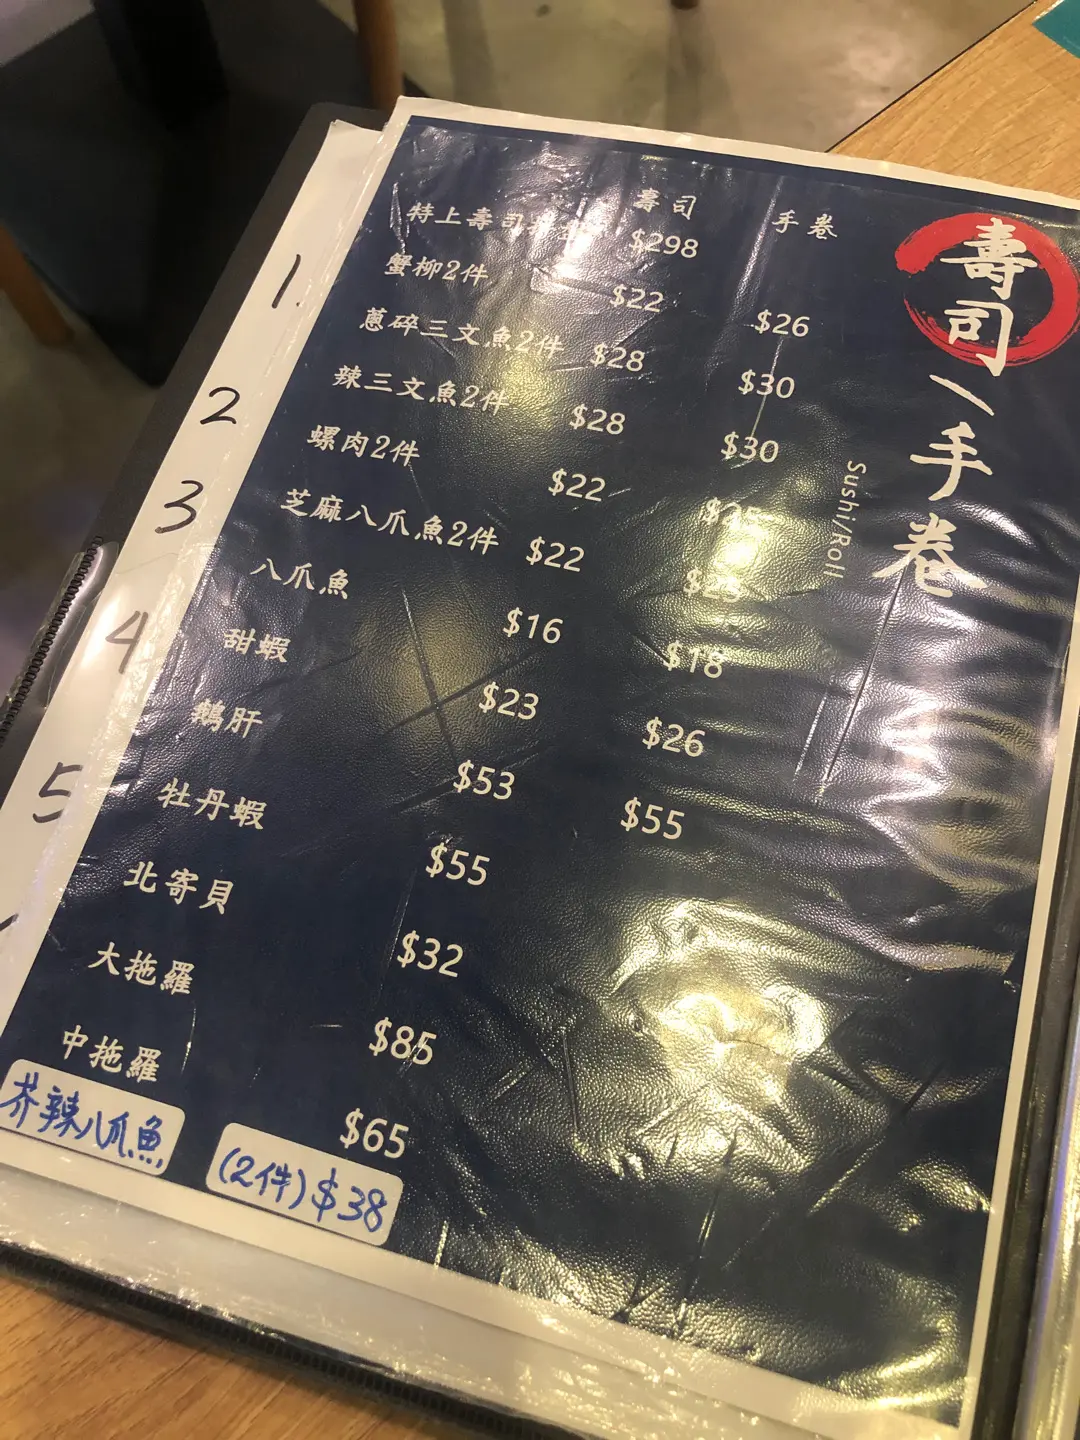 壽司 手卷
特上壽司 $298
蟹柳2件 $22 $26
蔥碎三文魚2件 $28 $30
辣三文魚2件 $28 $30
螺肉2件 $22
芝麻八爪魚2件 $22
八爪魚 $16 $18
甜蝦 $23 $26
鵝肝 $53 $55
牡丹蝦 $55
北寄貝 $32
大拖羅 $85
中拖羅 $65
芥辣八爪魚 (2件) $38
壽司/手卷
Sushi/Roll
1.
2
3
4
5